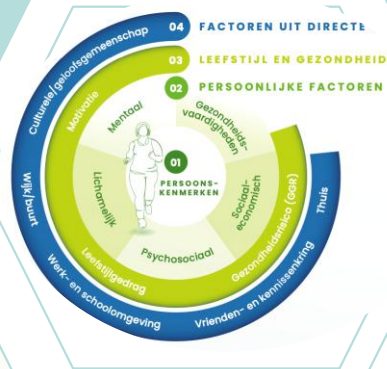 04 FACTOREN UIT DIRECTE
03 LEEFSTIJL EN GEZONDHEID
02 PERSOONLIJKE FACTOREN
01
PERSOONS-
KENMERKEN
Mentaal
Gezondheids-
vaardigheden
Sociaal-
economisch
Psychosociaal
Lichamelijk
Motivatie
Leefstijlgedrag
Gezondheidsrisico (GGR)
Culturele/geloofsgemeenschap
Wijk/buurt
Werk- en schoolomgeving
Vrienden- en kennissenkring
Thuis